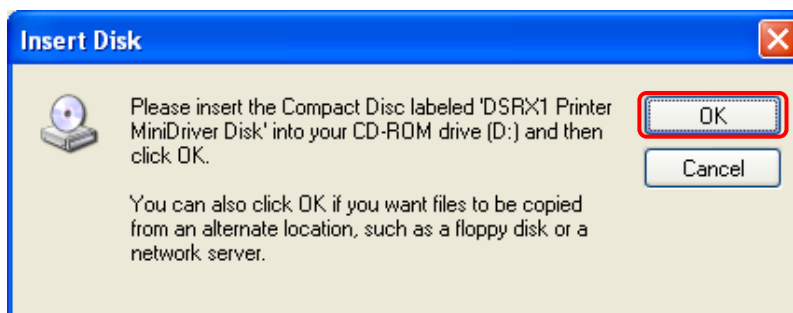 Insert Disk
Please insert the Compact Disc labeled 'DSRX1 Printer
MiniDriver Disk' into your CD-ROM drive (D:) and then
click OK.
You can also click OK if you want files to be copied
from an alternate location, such as a floppy disk or a
network server.
OK
Cancel